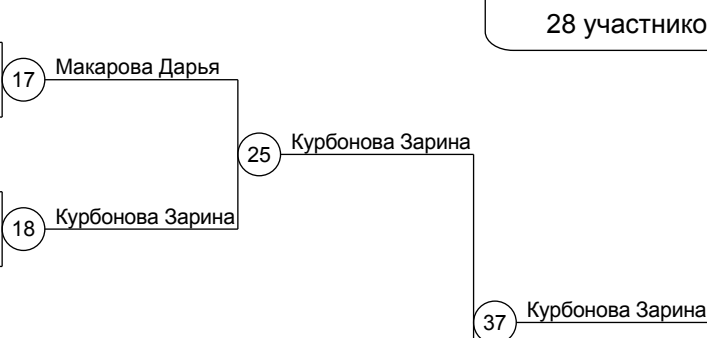 28 участнико
17 Макарова Дарья
25 Курбонова Зарина
18 Курбонова Зарина
37 Курбонова Зарина